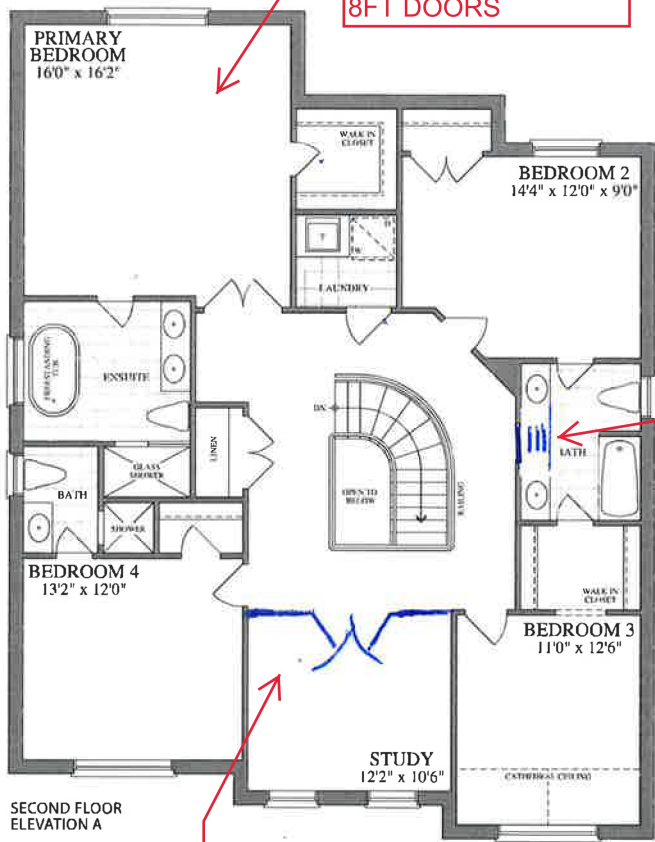 8FT DOORS
PRIMARY
BEDROOM
16'0" x 16'2"
WALK IN
CLOSET
BEDROOM 2
14'4" x 12'0" x 9'0"
D
W
T
LAUNDRY
FREESTANDING
TUB
ENSUITE
DN
LINEN
GLASS
SHOWER
BATH
BATH
OPEN TO
BELOW
RAILING
SHOWER
BEDROOM 4
13'2" x 12'0"
WALK IN
CLOSET
BEDROOM 3
11'0" x 12'6"
STUDY
12'2" x 10'6"
CATHEDRAL CEILING
SECOND FLOOR
ELEVATION A